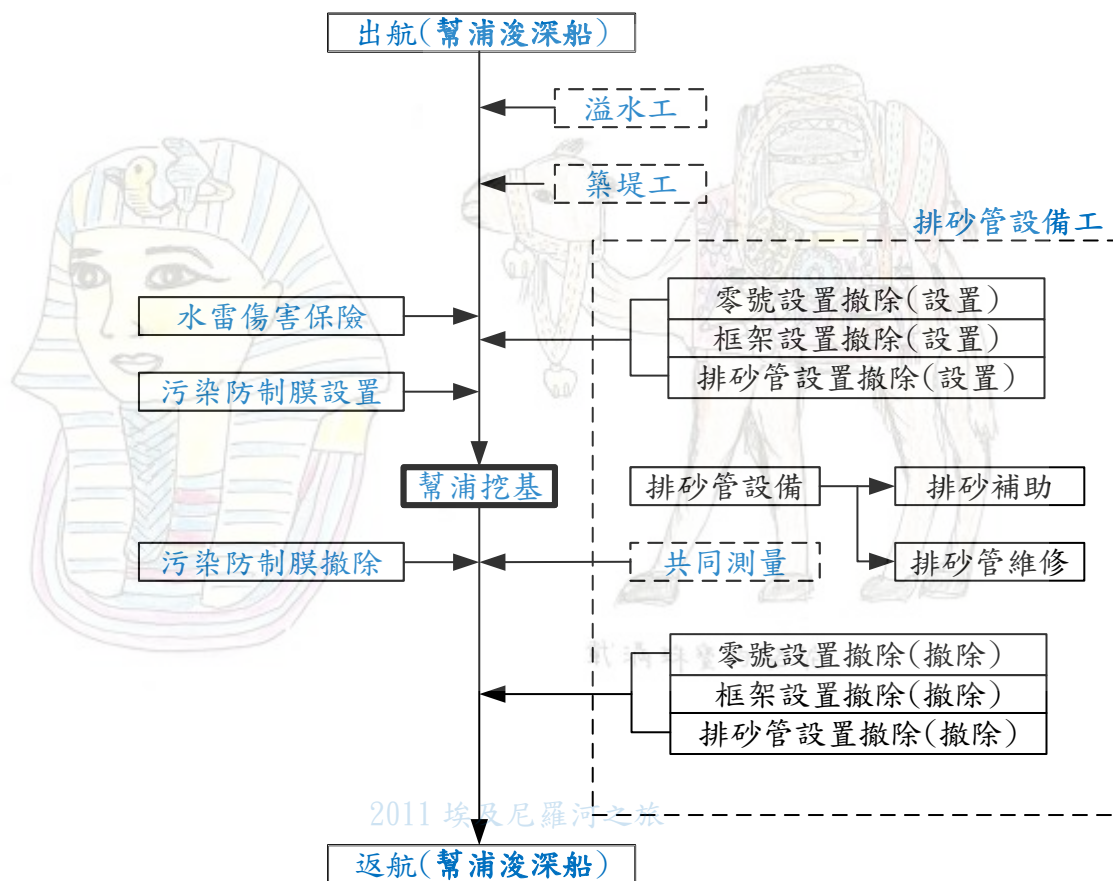 出航(幫浦浚深船)
溢水工
築堤工
排砂管設備工
水雷傷害保險
零號設置撤除(設置)
框架設置撤除(設置)
排砂管設置撤除(設置)
污染防制膜設置
幫浦挖基
排砂管設備
排砂補助
污染防制膜撤除
共同測量
排砂管維修
零號設置撤除(撤除)
框架設置撤除(撤除)
排砂管設置撤除(撤除)
2011 埃及尼羅河之旅
返航(幫浦浚深船)